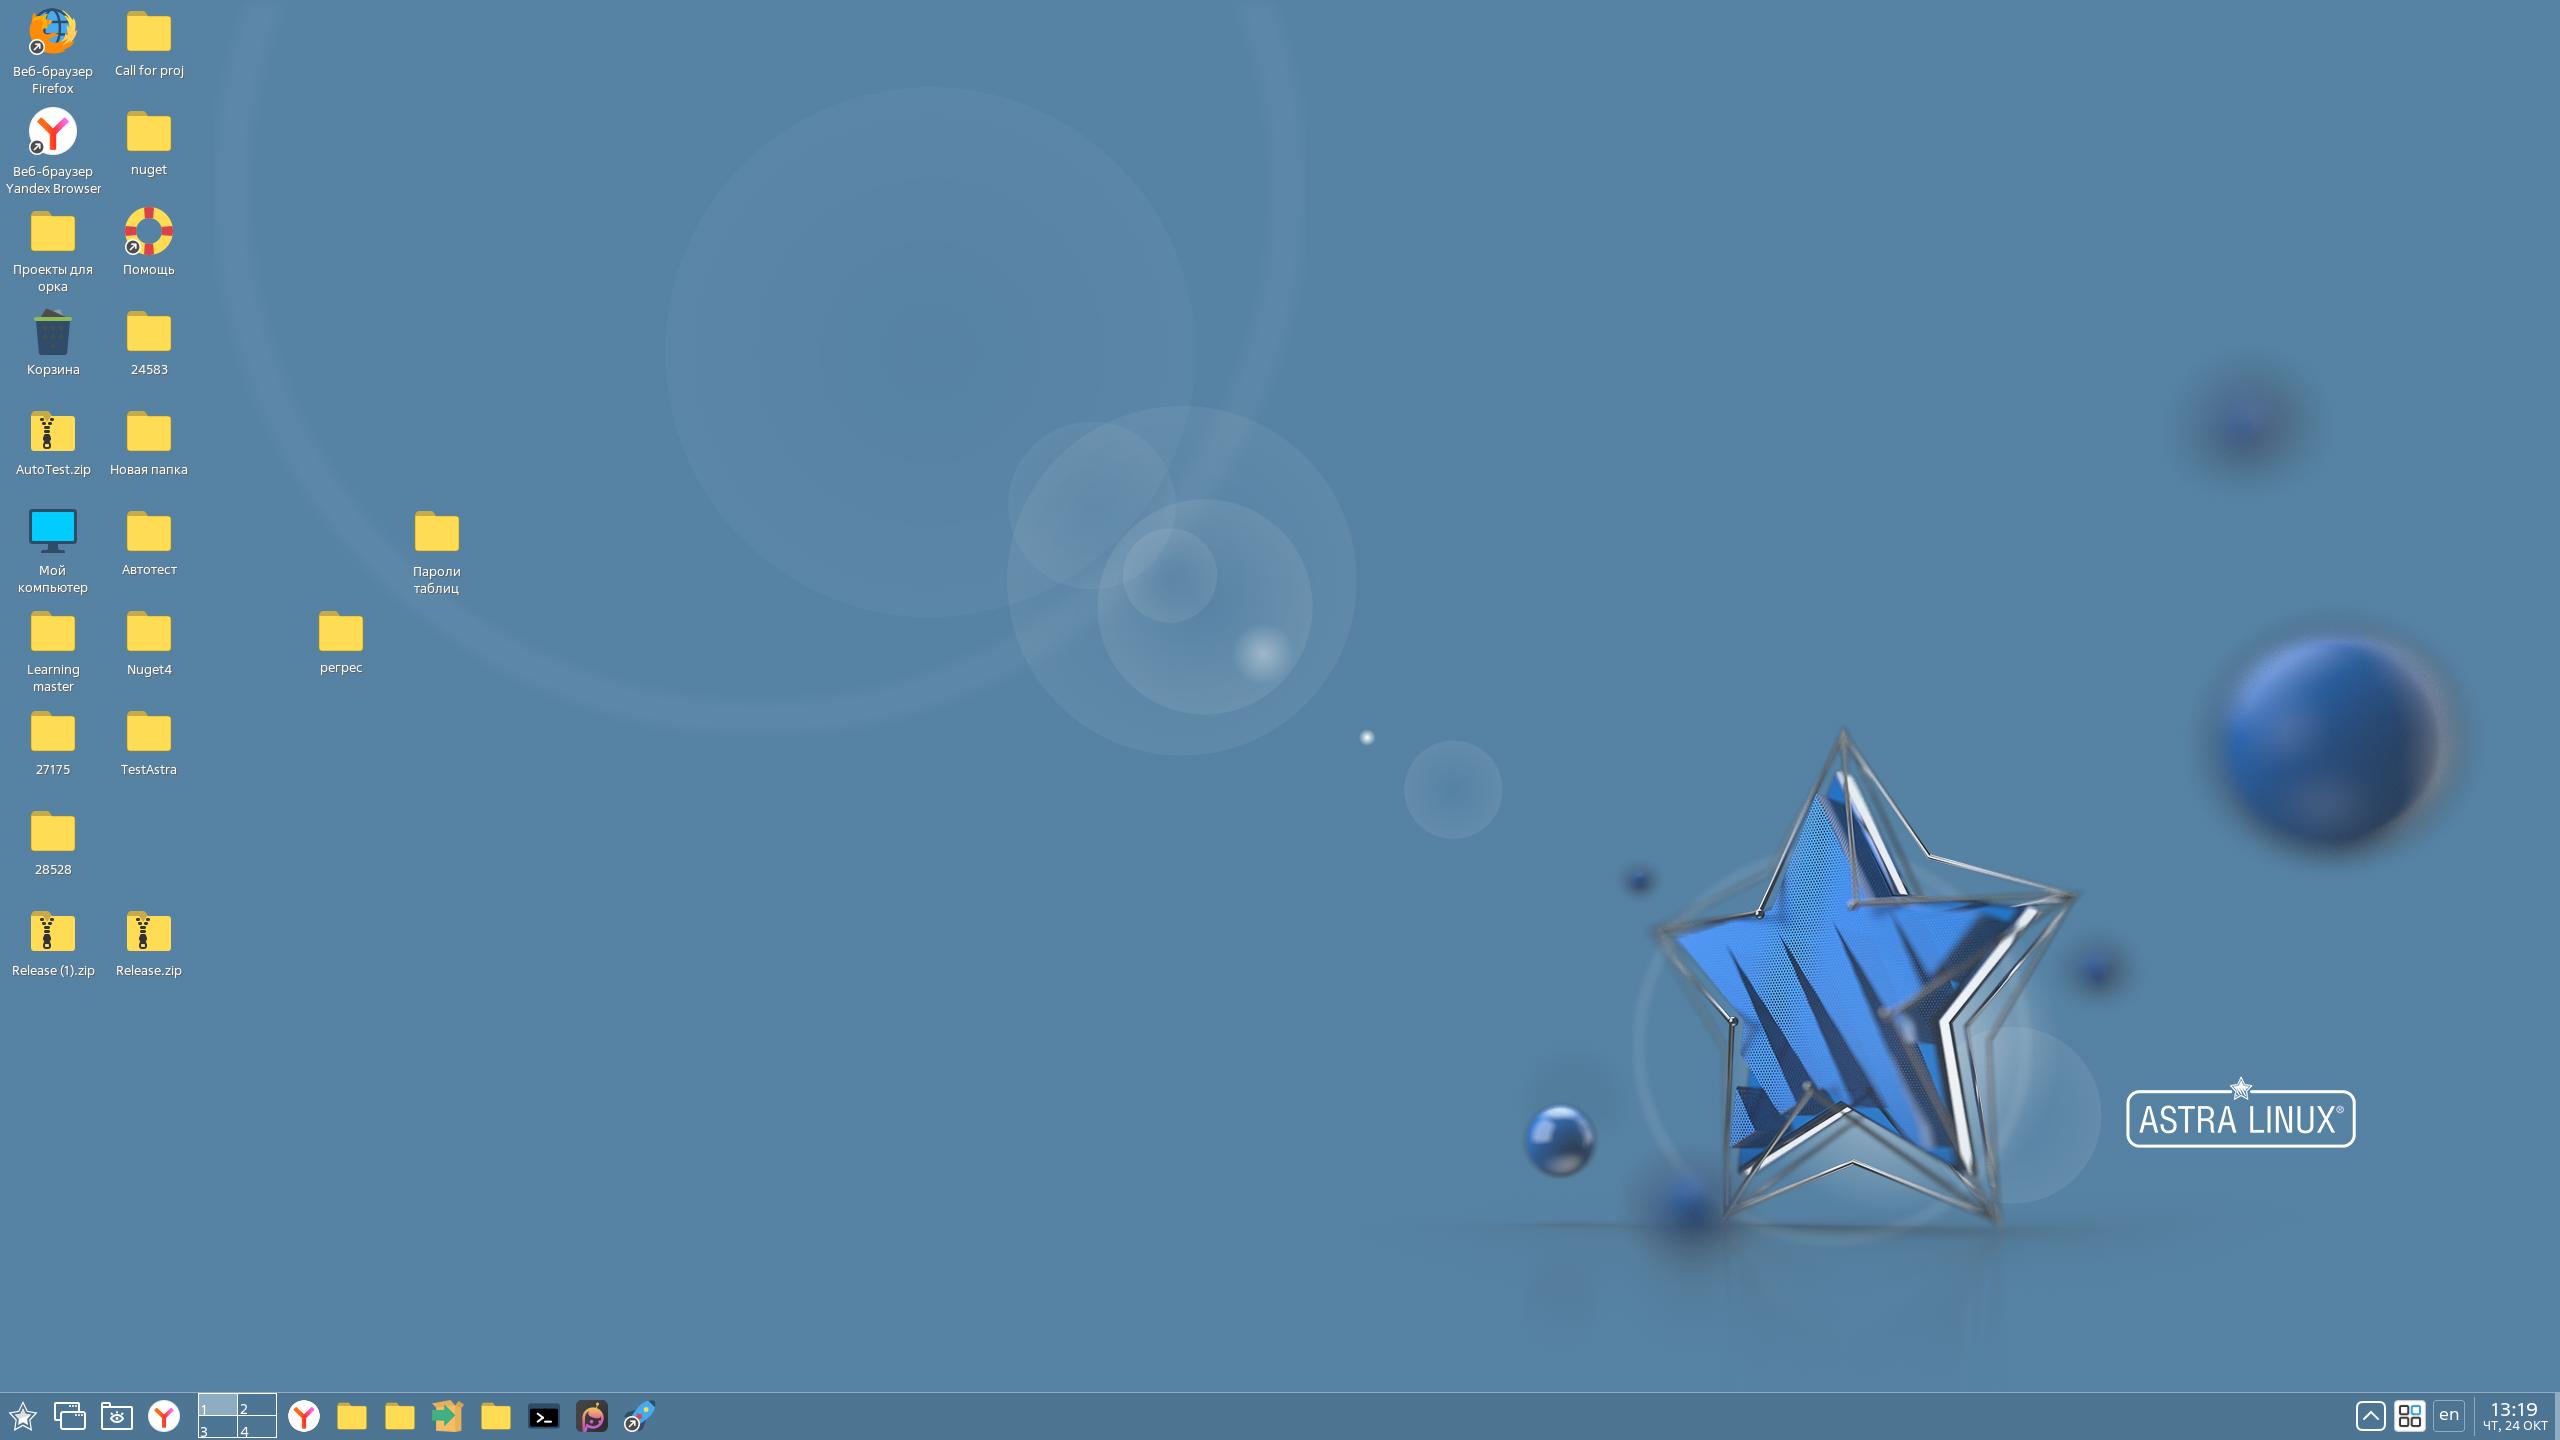 Веб-браузер
Firefox
Call for proj
Веб-браузер
Yandex Browser
nuget
Проекты для
орка
Помощь
Корзина
24583
AutoTest.zip
Новая папка
Мой
компьютер
Автотест
Пароли
таблиц
Learning
master
Nuget4
регрес
27175
TestAstra
28528
Release (1).zip
Release.zip
ASTRA LINUX®
1
2
3
4
en
13:19
ЧТ, 24 ОКТ